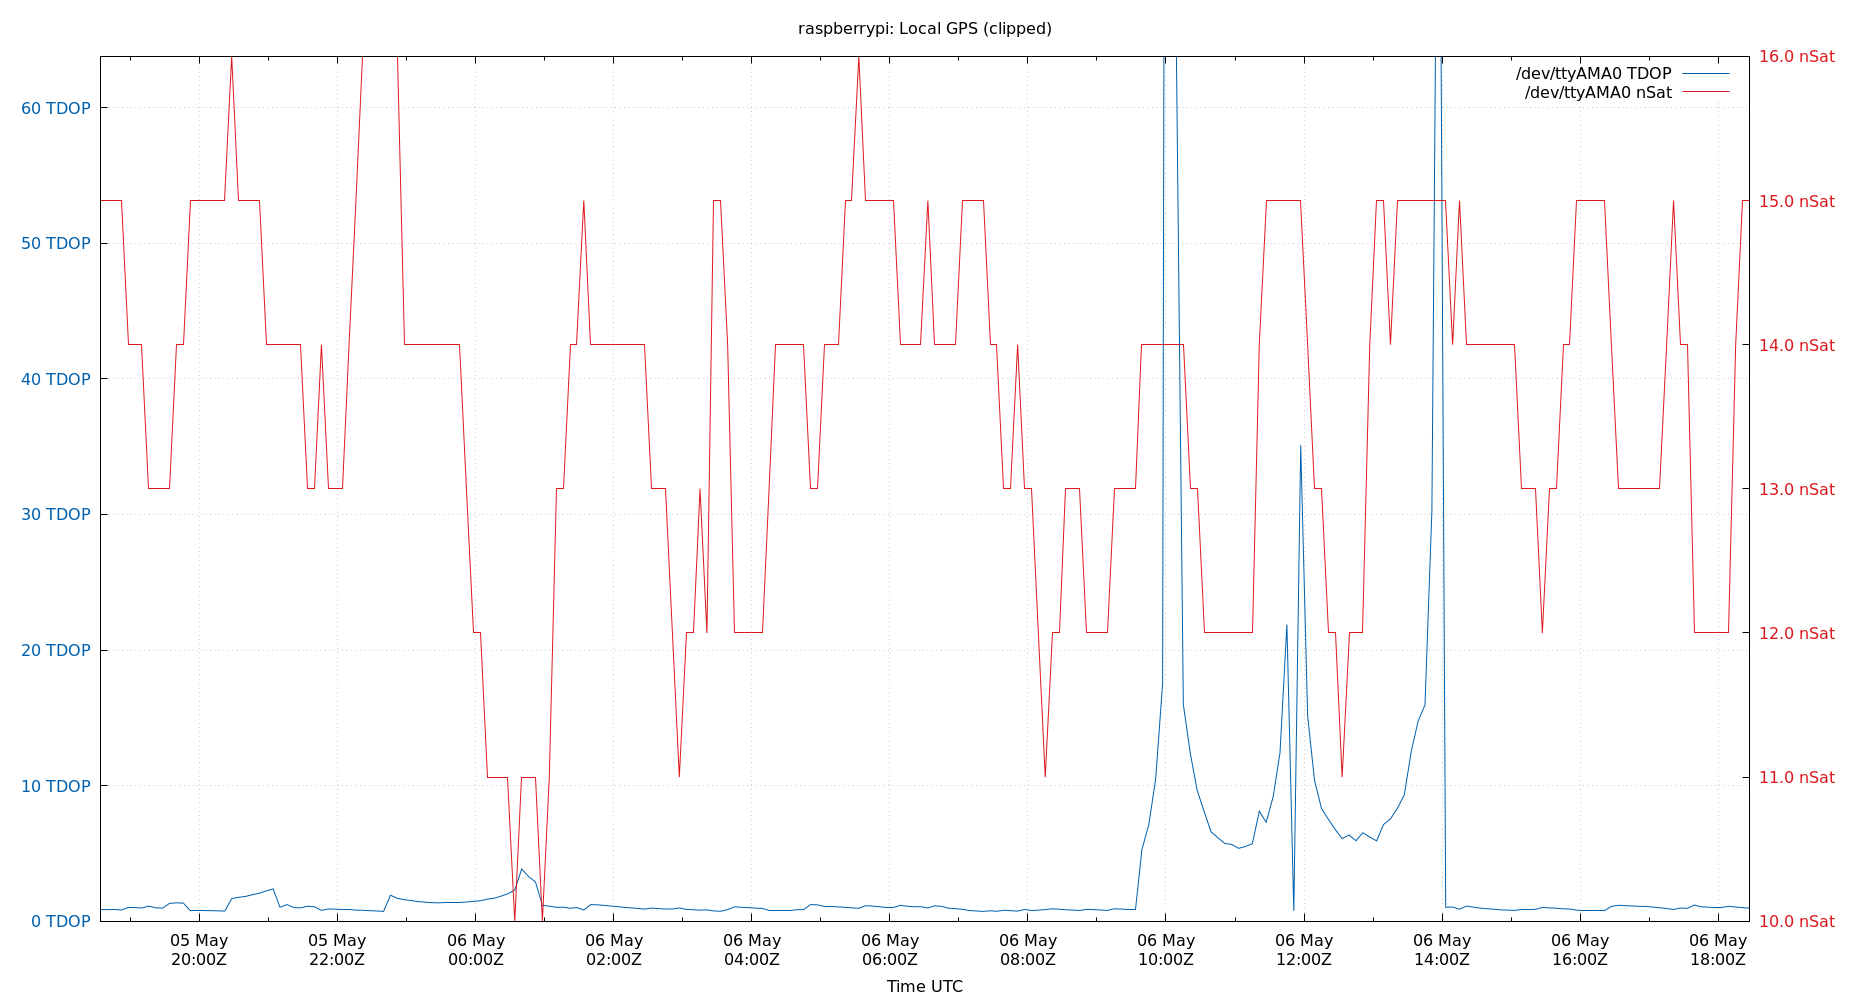 raspberrypi: Local GPS (clipped)
16.0 nSat
/dev/ttyAMA0 TDOP
/dev/ttyAMA0 nSat
60 TDOP
15.0 nSat
50 TDOP
14.0 nSat
40 TDOP
13.0 nSat
30 TDOP
12.0 nSat
20 TDOP
11.0 nSat
10 TDOP
0 TDOP
10.0 nSat
05 May 05 May 06 May 06 May 06 May 06 May 06 May 06 May 06 May 06 May 06 May 06 May
20:00Z 22:00Z 00:00Z 02:00Z 04:00Z 06:00Z 08:00Z 10:00Z 12:00Z 14:00Z 16:00Z 18:00Z
Time UTC